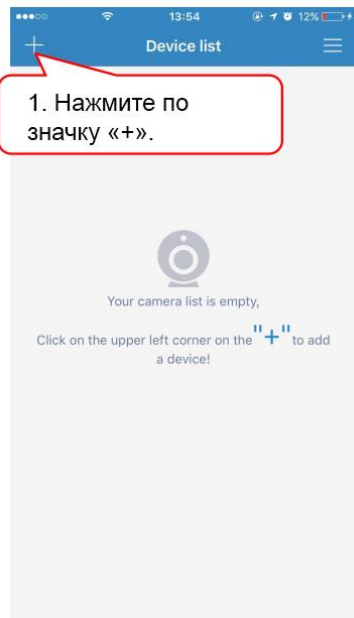 13:54 12%
+ Device list
1. Нажмите по
значку «+».
Your camera list is empty,
Click on the upper left corner on the "+" to add
a device!